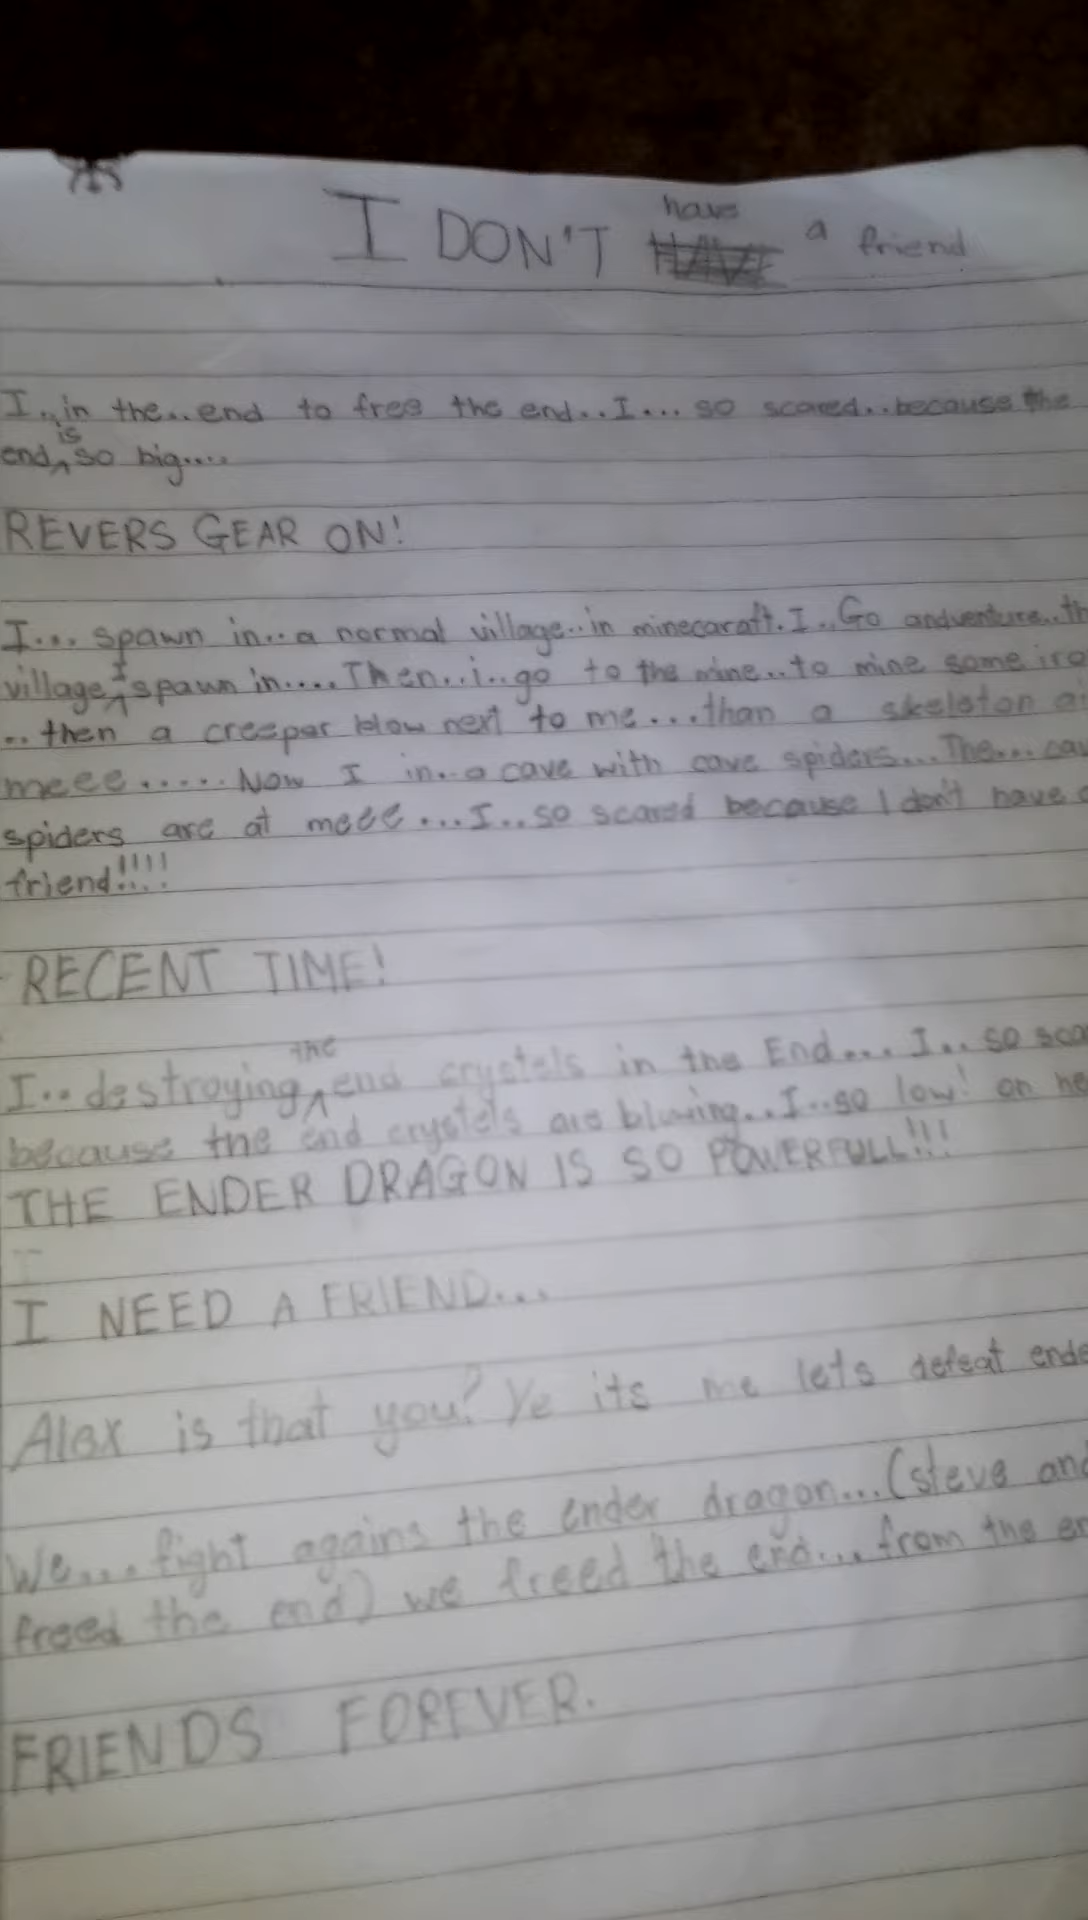 I DON'T have a friend
I.. in the.. end to free the end.. I... so scared.. because the
end is so big....
REVERS GEAR ON!
I... spawn in.. a normal village.. in minecaraft. I.. Go andventure.. th
village I spawn in.... Then.. i.. go to the mine.. to mine some iro
.. then a creeper blow next to me... than a skeleton ai
meee..... Now I in.. a cave with cave spiders... The... cav
spiders are at meee... I.. so scared because I don't have a
friend!!!!
RECENT TIME!
I.. destroying the end crystels in the End.... I.. so sca
because the end crystels are blowing... I.. so low! on he
THE ENDER DRAGON IS SO POWERFULL!!!
I NEED A FRIEND...
Alex is that you? Ye its me lets defeat ende
We... fight agains the ender dragon... (steve and
freed the end) we freed the end... from the en
FRIENDS FOREVER.